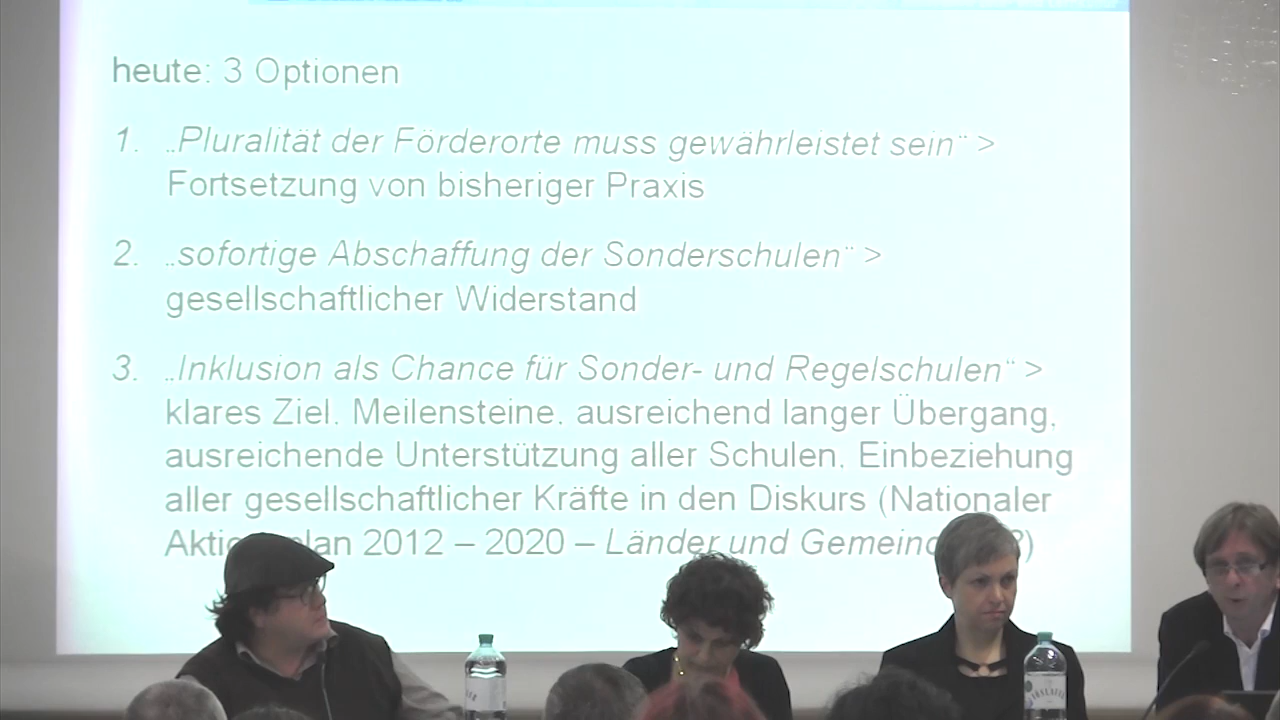 heute: 3 Optionen
1. „Pluralität der Förderorte muss gewährleistet sein“ >
Fortsetzung von bisheriger Praxis
2. „sofortige Abschaffung der Sonderschulen“ >
gesellschaftlicher Widerstand
3. „Inklusion als Chance für Sonder- und Regelschulen“ >
klares Ziel, Meilensteine, ausreichend langer Übergang,
ausreichende Unterstützung aller Schulen, Einbeziehung
aller gesellschaftlicher Kräfte in den Diskurs (Nationaler
2012 – 2020 – Länder und ?)